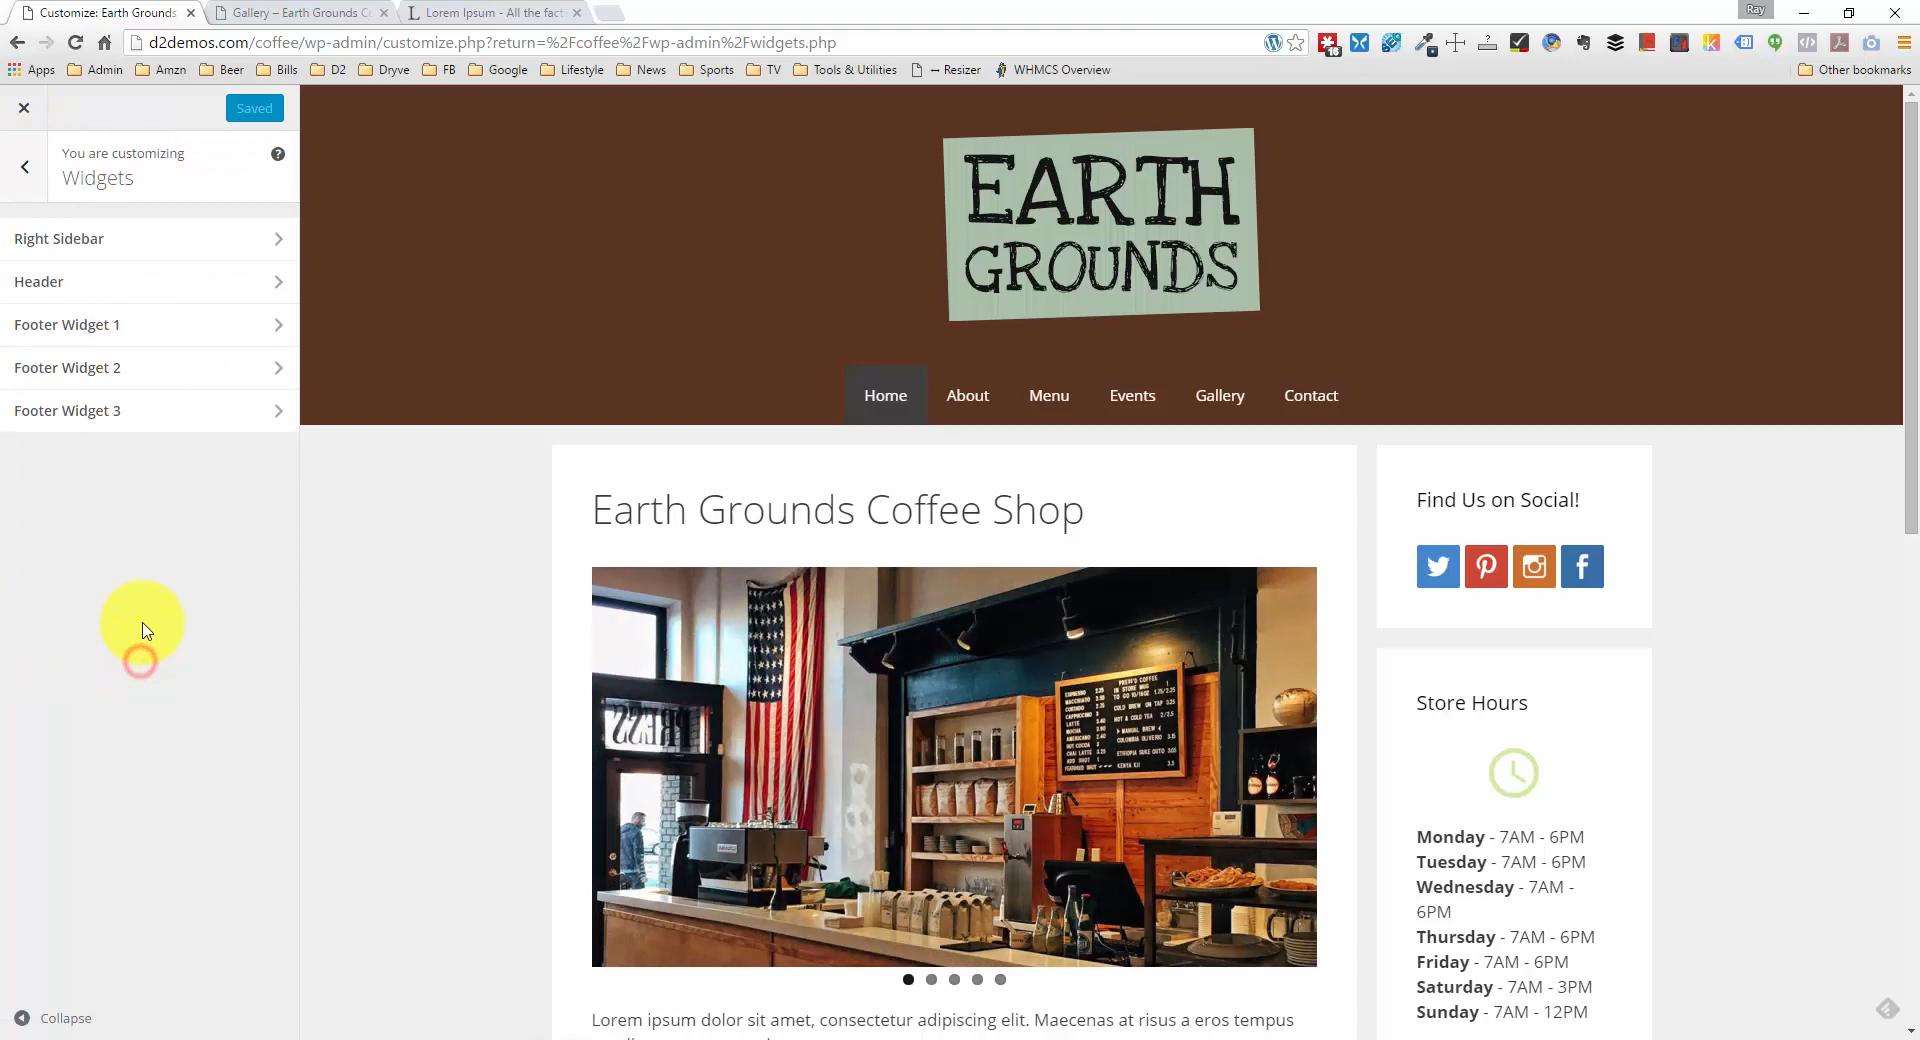 Customize: Earth Grounds
Gallery – Earth Grounds C
Lorem Ipsum - All the fact
Ray
d2demos.com/coffee/wp-admin/customize.php?return=%2Fcoffee%2Fwp-admin%2Fwidgets.php
16
Apps
Admin
Amzn
Beer
Bills
D2
Dryve
FB
Google
Lifestyle
News
Sports
TV
Tools & Utilities
↔ Resizer
WHMCS Overview
Other bookmarks
Saved
You are customizing
Widgets
Right Sidebar
Header
Footer Widget 1
Footer Widget 2
Footer Widget 3
Collapse
EARTH
GROUNDS
Home
About
Menu
Events
Gallery
Contact
Earth Grounds Coffee Shop
Lorem ipsum dolor sit amet, consectetur adipiscing elit. Maecenas at risus a eros tempus
Find Us on Social!
Store Hours
Monday - 7AM - 6PM
Tuesday - 7AM - 6PM
Wednesday - 7AM -
6PM
Thursday - 7AM - 6PM
Friday - 7AM - 6PM
Saturday - 7AM - 3PM
Sunday - 7AM - 12PM